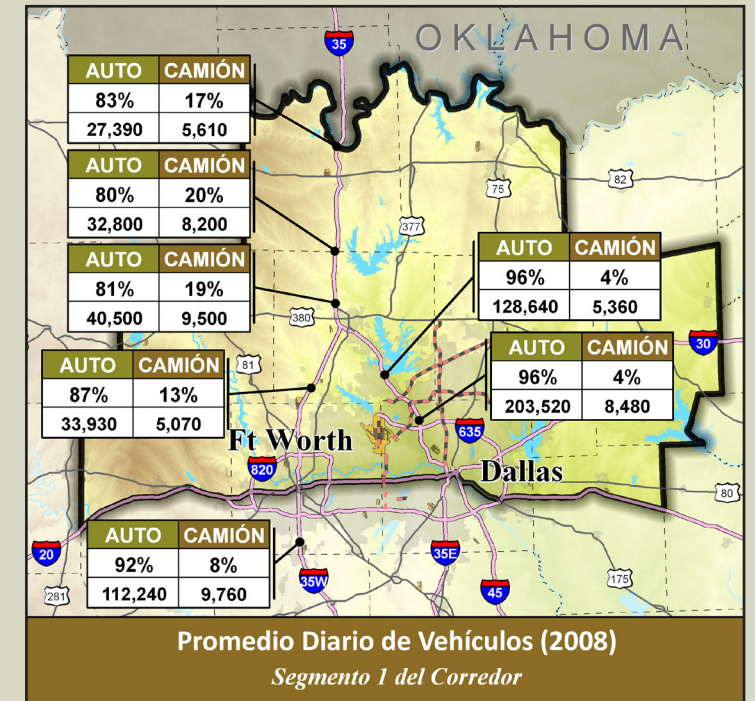 35
OKLAHOMA
AUTO CAMIÓN
83% 17%
27,390 5,610
82
75
AUTO CAMIÓN
80% 20%
32,800 8,200
377
AUTO CAMIÓN
81% 19%
40,500 9,500
380
AUTO CAMIÓN
96% 4%
128,640 5,360
30
AUTO CAMIÓN
96% 4%
203,520 8,480
81
AUTO CAMIÓN
87% 13%
33,930 5,070
Ft Worth
635
820
Dallas
80
AUTO CAMIÓN
92% 8%
112,240 9,760
20
35W
35E
45
175
281
Promedio Diario de Vehículos (2008)
Segmento 1 del Corredor